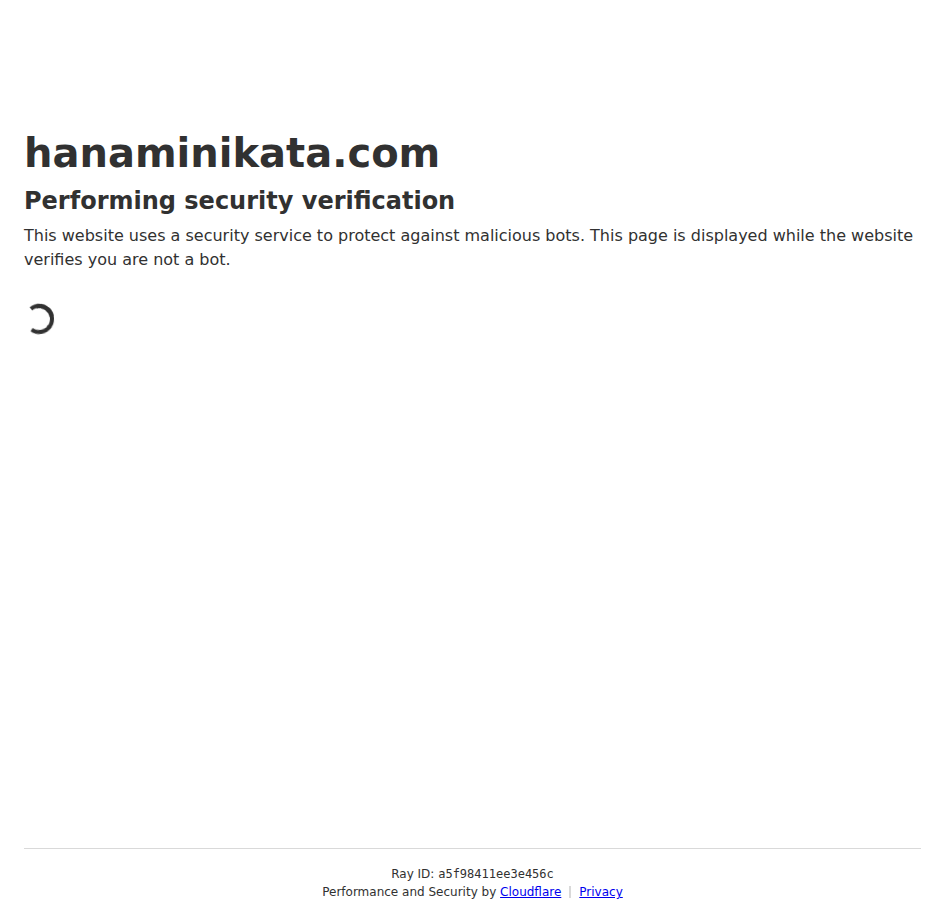 hanaminikata.com
Performing security verification
This website uses a security service to protect against malicious bots. This page is displayed while the website
verifies you are not a bot.
Ray ID: a5f98411ee3e456c
Performance and Security by Cloudflare | Privacy